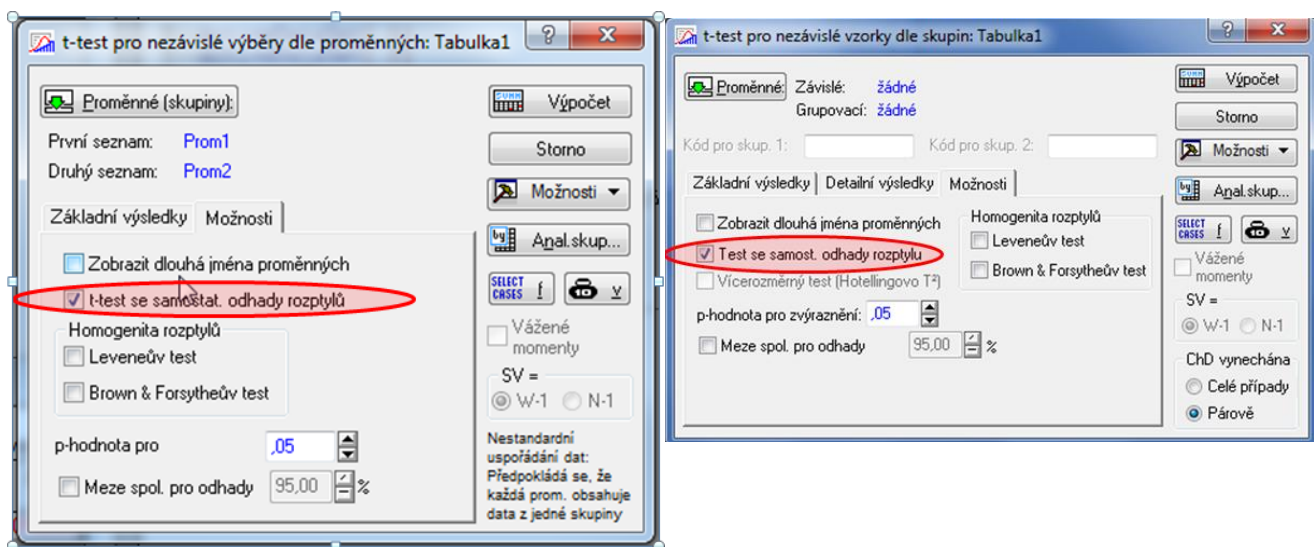 t-test pro nezávislé výběry dle proměnných: Tabulka1
Proměnné (skupiny):
První seznam: Prom1
Druhý seznam: Prom2
Základní výsledky
Možnosti
Zobrazit dlouhá jména proměnných
t-test se samostat. odhady rozptylů
Homogenita rozptylů
Leveneův test
Brown & Forsytheův test
p-hodnota pro ,05
Meze spol. pro odhady 95,00 %
Výpočet
Storno
Možnosti
Anal.skup...
SELECT CASES f
w
Vážené
momenty
SV =
W-1 N-1
Nestandardní
uspořádání dat:
Předpokládá se, že
každá prom. obsahuje
data z jedné skupiny
t-test pro nezávislé vzorky dle skupin: Tabulka1
Proměnné: Závislé: žádné
Grupovací: žádné
Kód pro skup. 1: Kód pro skup. 2:
Základní výsledky Detailní výsledky Možnosti
Zobrazit dlouhá jména proměnných
Test se samost. odhady rozptylu
Vícerozměrný test (Hotellingovo T²)
Homogenita rozptylů
Leveneův test
Brown & Forsytheův test
p-hodnota pro zvýraznění: ,05
Meze spol. pro odhady 95,00 %
Výpočet
Storno
Možnosti
Anal.skup...
SELECT CASES f
w
Vážené
momenty
SV =
W-1 N-1
ChD vynechána
Celé případy
Párově